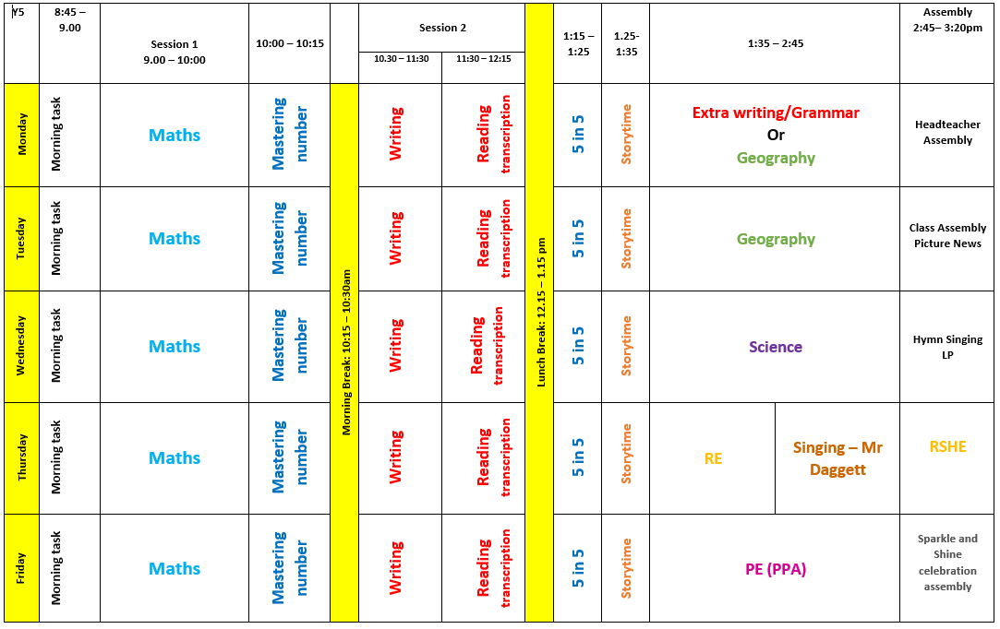 Y5
8:45 –
9.00
Session 1
9.00 – 10:00
10:00 – 10:15
Session 2
10.30 – 11:30
11:30 – 12:15
1:15 –
1:25
1.25-
1:35
1:35 – 2:45
Assembly
2:45– 3:20pm
Morning Break: 10:15 – 10:30am
Lunch Break: 12.15 – 1.15 pm
Monday
Morning task
Maths
Mastering
number
Writing
Reading
transcription
5 in 5
Storytime
Extra writing/Grammar
Or
Geography
Headteacher
Assembly
Tuesday
Morning task
Maths
Mastering
number
Writing
Reading
transcription
5 in 5
Storytime
Geography
Class Assembly
Picture News
Wednesday
Morning task
Maths
Mastering
number
Writing
Reading
transcription
5 in 5
Storytime
Science
Hymn Singing
LP
Thursday
Morning task
Maths
Mastering
number
Writing
Reading
transcription
5 in 5
Storytime
RE
Singing – Mr
Daggett
RSHE
Friday
Morning task
Maths
Mastering
number
Writing
Reading
transcription
5 in 5
Storytime
PE (PPA)
Sparkle and
Shine
celebration
assembly